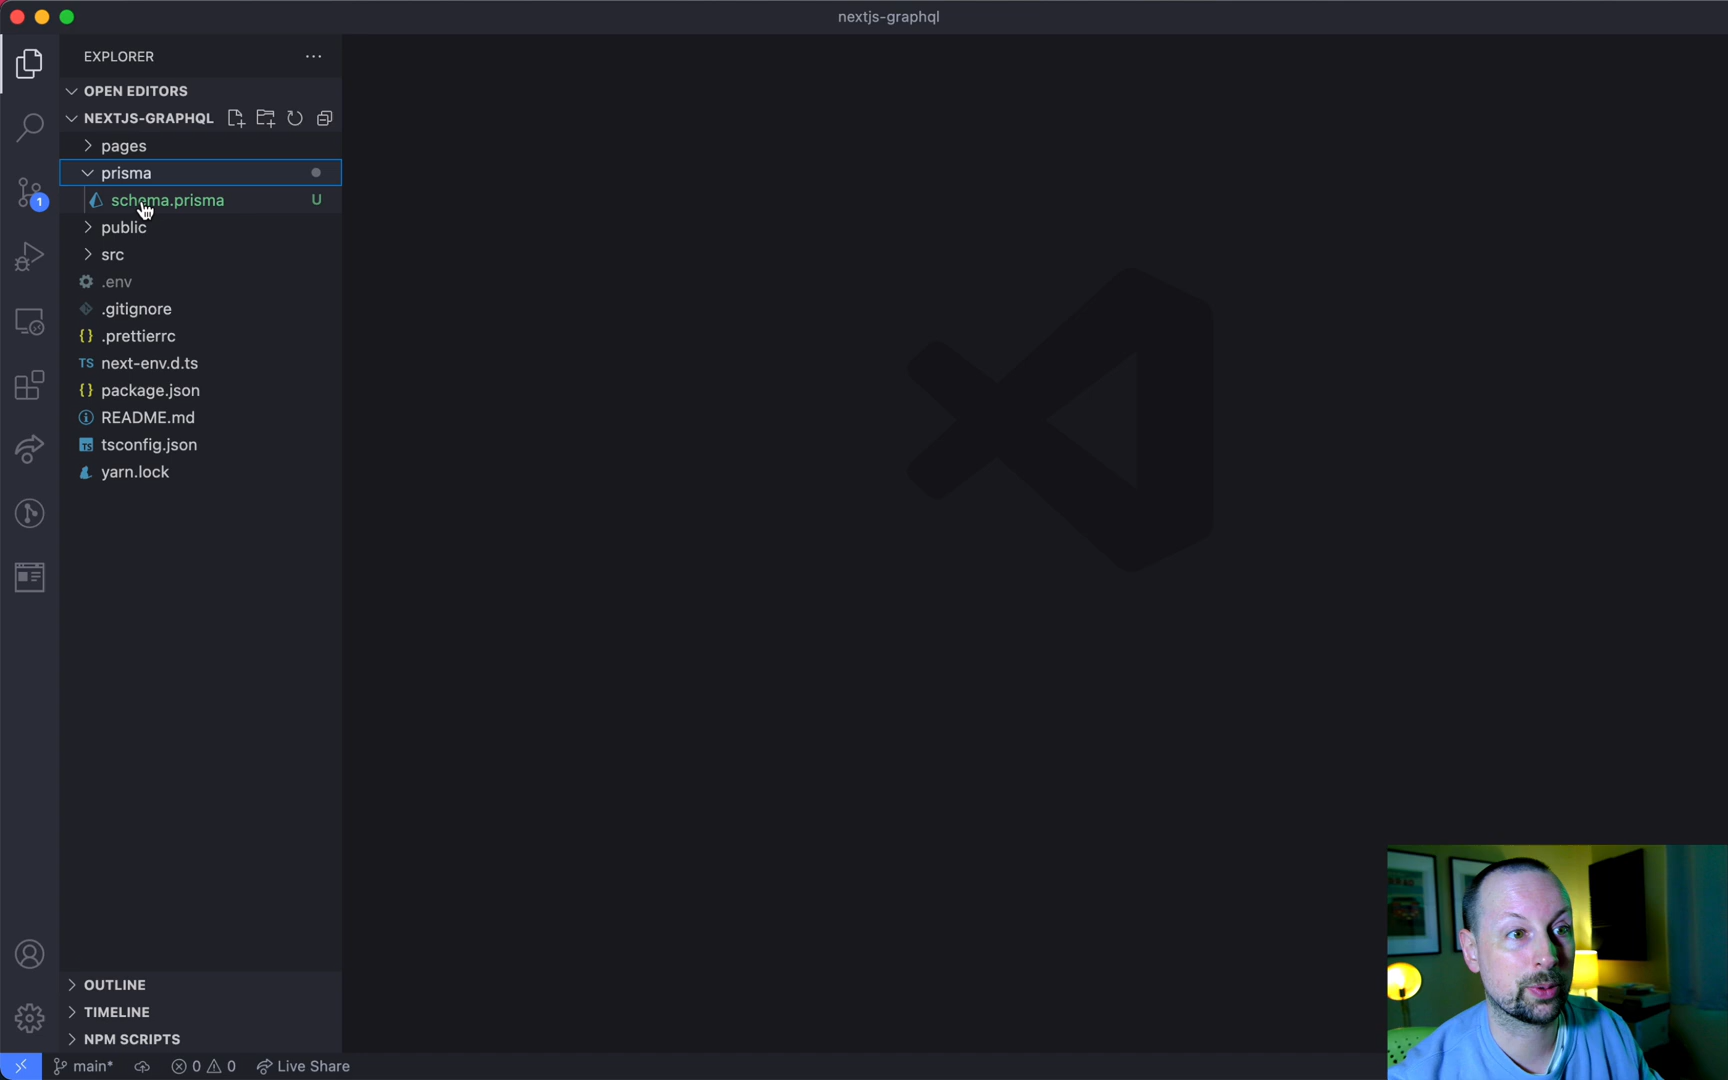 nextjs-graphql
EXPLORER
OPEN EDITORS
NEXTJS-GRAPHQL
pages
prisma
schema.prisma U
public
src
.env
.gitignore
{} .prettierrc
TS next-env.d.ts
{} package.json
README.md
TS tsconfig.json
yarn.lock
1
OUTLINE
TIMELINE
NPM SCRIPTS
main* 0 0 Live Share